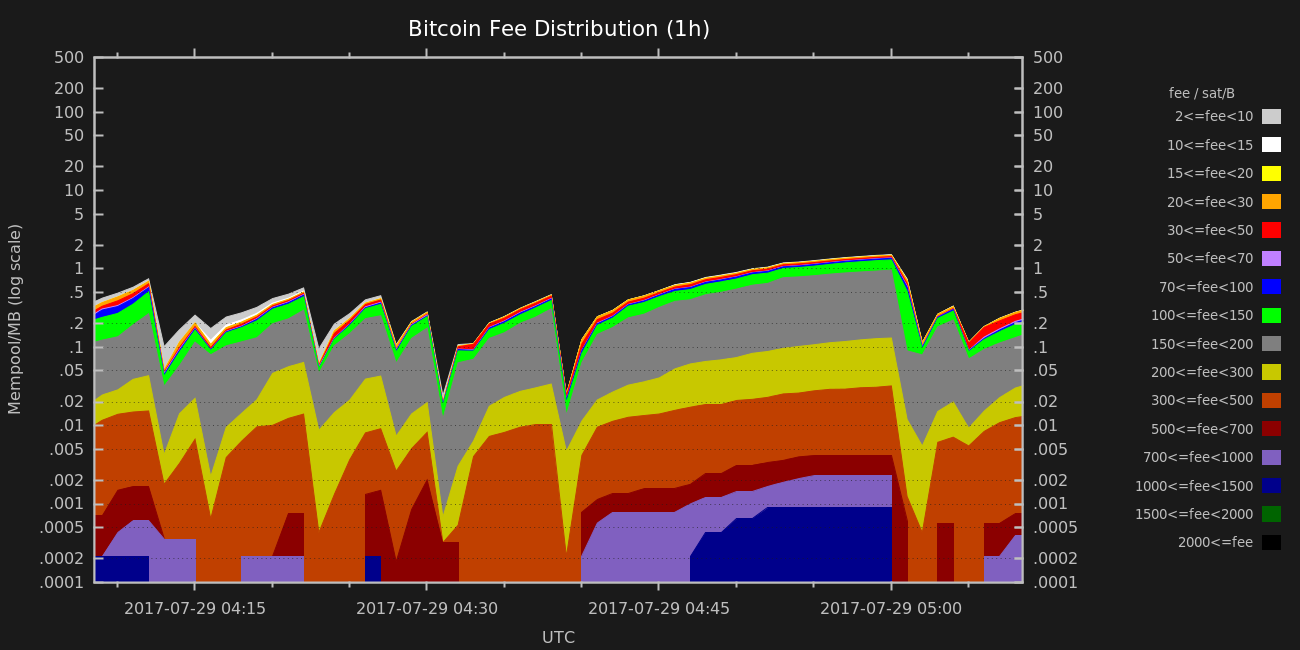 Bitcoin Fee Distribution (1h)
Mempool/MB (log scale)
500
200
100
50
20
10
5
2
1
.5
.2
.1
.05
.02
.01
.005
.002
.001
.0005
.0002
.0001
500
200
100
50
20
10
5
2
1
.5
.2
.1
.05
.02
.01
.005
.002
.001
.0005
.0002
.0001
2017-07-29 04:15
2017-07-29 04:30
2017-07-29 04:45
2017-07-29 05:00
UTC
fee / sat/B
2<=fee<10
10<=fee<15
15<=fee<20
20<=fee<30
30<=fee<50
50<=fee<70
70<=fee<100
100<=fee<150
150<=fee<200
200<=fee<300
300<=fee<500
500<=fee<700
700<=fee<1000
1000<=fee<1500
1500<=fee<2000
2000<=fee